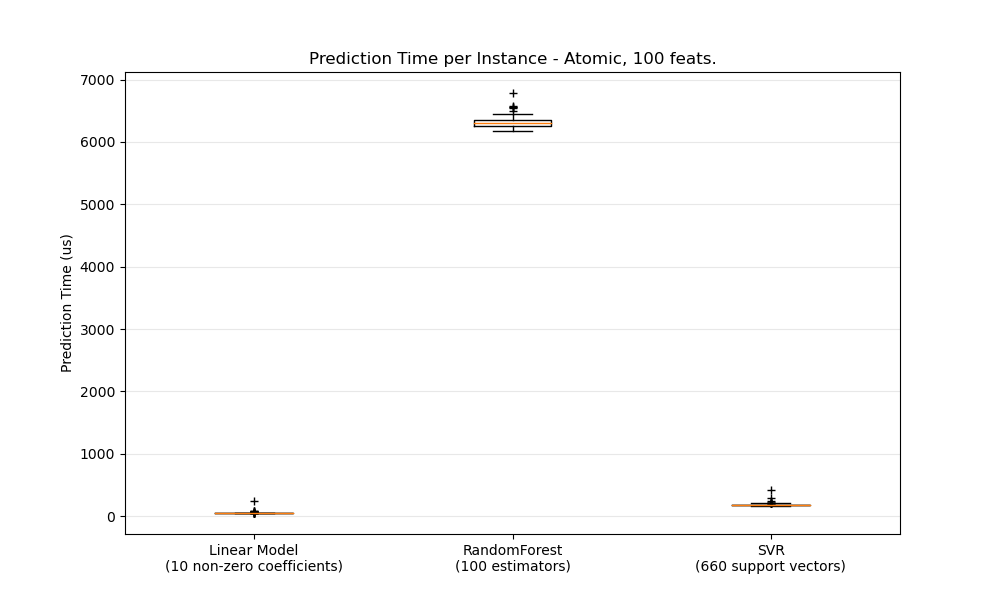 Prediction Time per Instance - Atomic, 100 feats.
7000
6000
5000
4000
3000
2000
1000
0
Prediction Time (us)
Linear Model
(10 non-zero coefficients)
RandomForest
(100 estimators)
SVR
(660 support vectors)